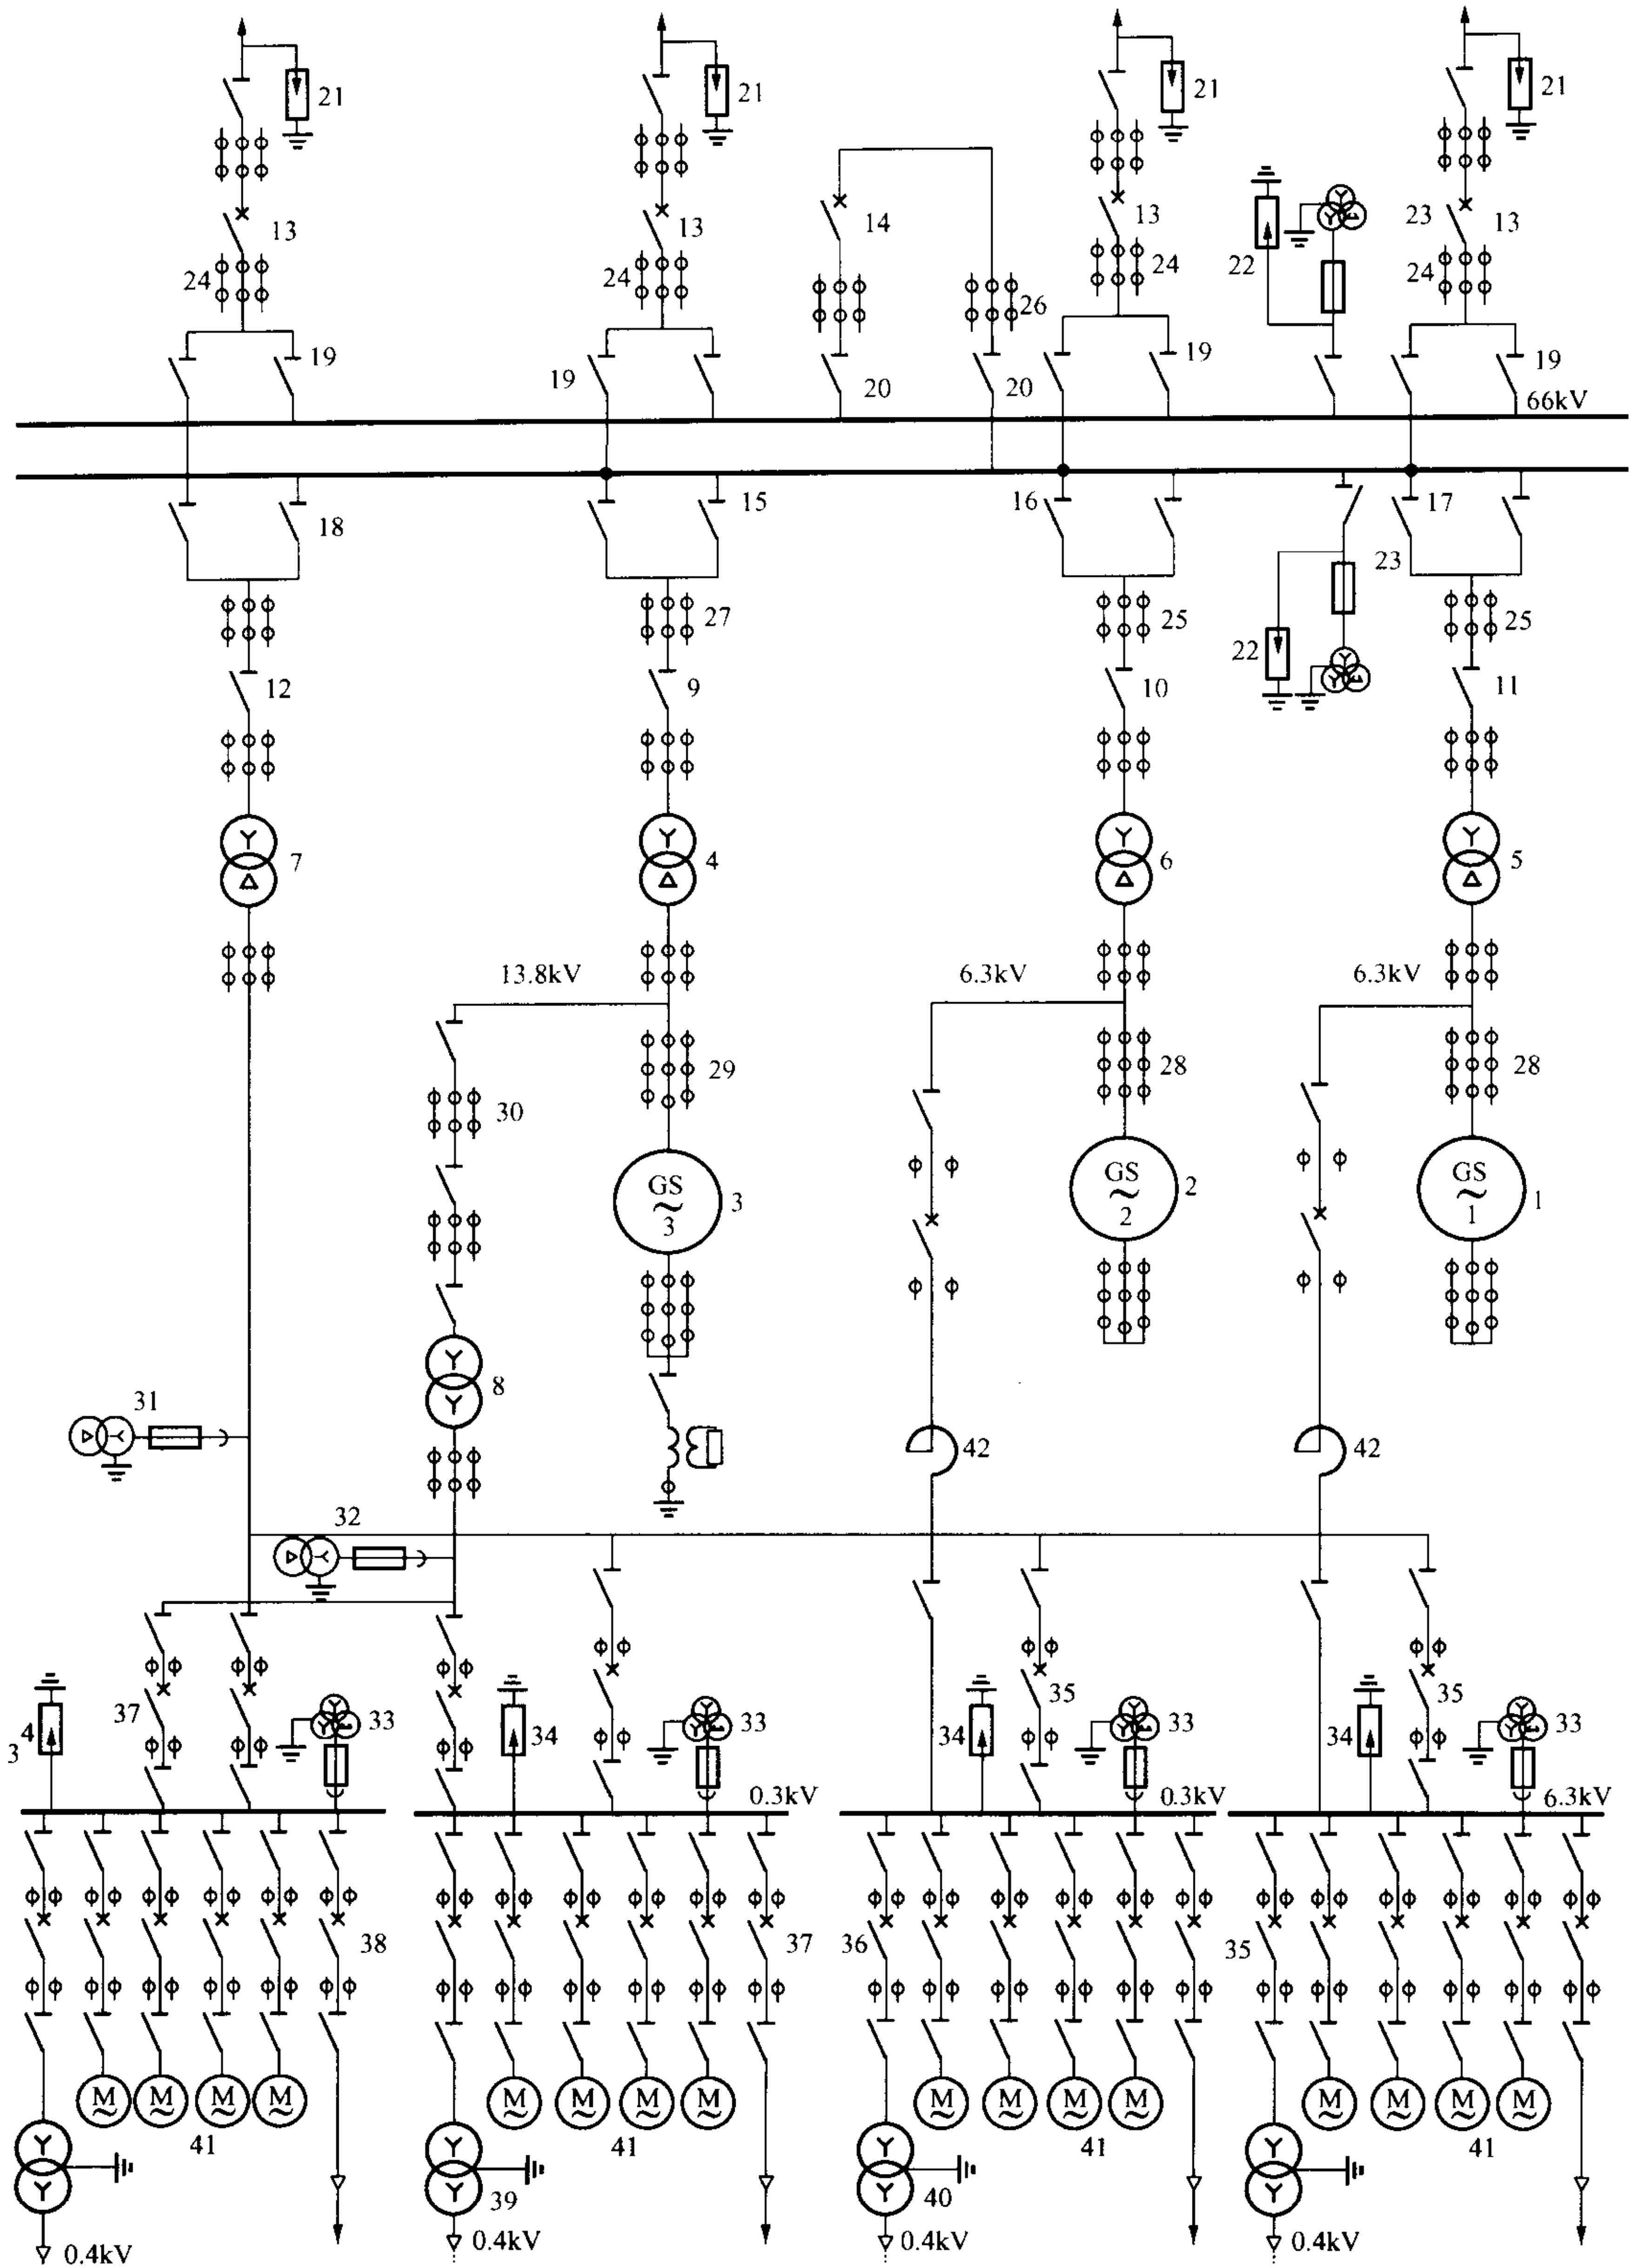 21
21
21
21
13
13
14
13
23
13
24
24
26
24
22
24
19
19
20
20
19
19
66kV
18
15
16
17
23
27
25
22
25
12
9
10
11
Y
Y
Y
Y
7
4
6
5
Δ
Δ
Δ
Δ
13.8kV
6.3kV
6.3kV
29
28
28
30
GS
~
3
3
GS
~
2
2
GS
~
1
1
Y
Y
8
31
42
42
32
37
33
34
33
35
34
33
35
34
33
4
3
0.3kV
0.3kV
6.3kV
38
37
36
35
M
~
M
~
M
~
M
~
M
~
M
~
M
~
M
~
M
~
M
~
M
~
M
~
M
~
M
~
M
~
M
~
41
41
41
41
Y
Y
Y
Y
Y
Y
Y
Y
39
40
0.4kV
0.4kV
0.4kV
0.4kV